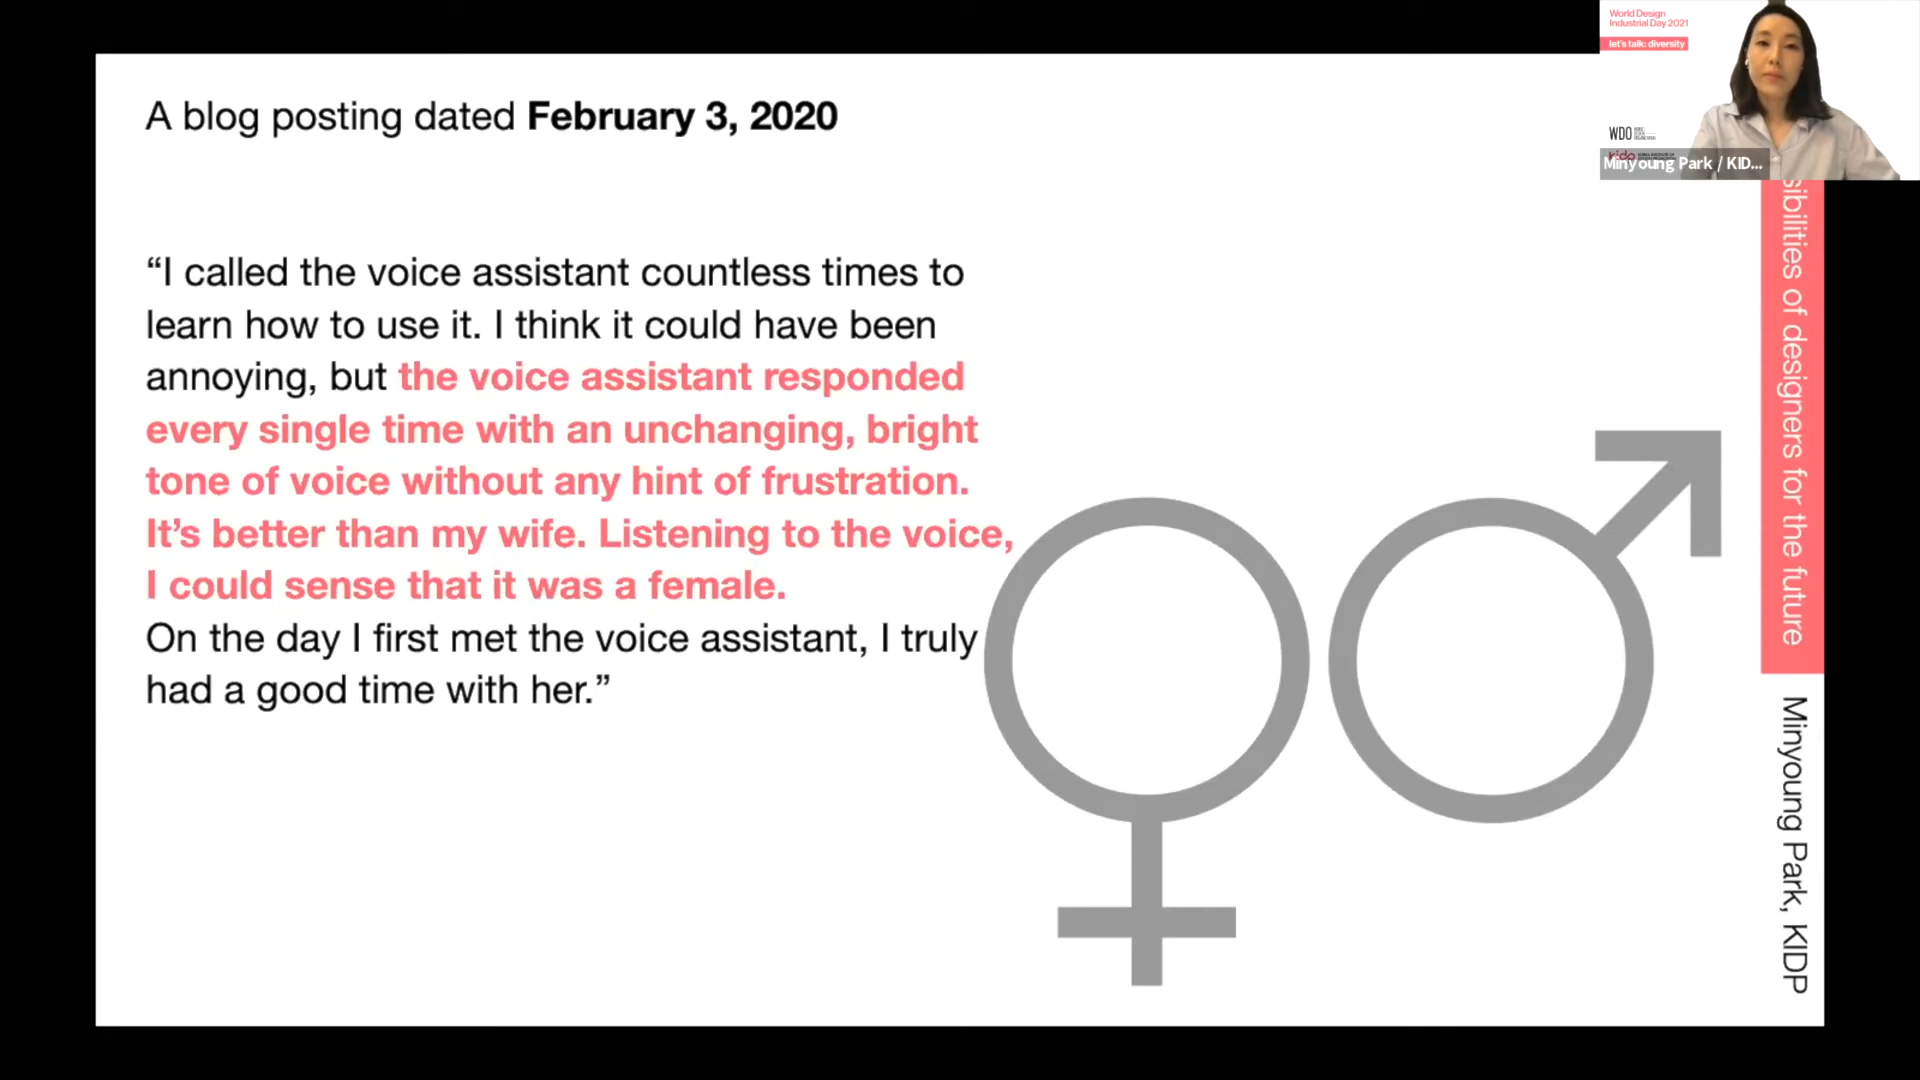 A blog posting dated February 3, 2020
“I called the voice assistant countless times to
learn how to use it. I think it could have been
annoying, but the voice assistant responded
every single time with an unchanging, bright
tone of voice without any hint of frustration.
It’s better than my wife. Listening to the voice,
I could sense that it was a female.
On the day I first met the voice assistant, I truly
had a good time with her.”
World Design
Industrial Day 2021
let's talk: diversity
WDO
kidp
Minyoung Park / KID...
sibilities of designers for the future
Minyoung Park, KIDP